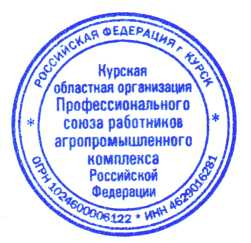 РОССИЙСКАЯ ФЕДЕРАЦИЯ г. КУРСК
Курская
областная организация
Профессионального
союза работников
агропромышленного
комплекса
Российской
Федерации
* ОГРН 1024600006122 * ИНН 4629016281 *